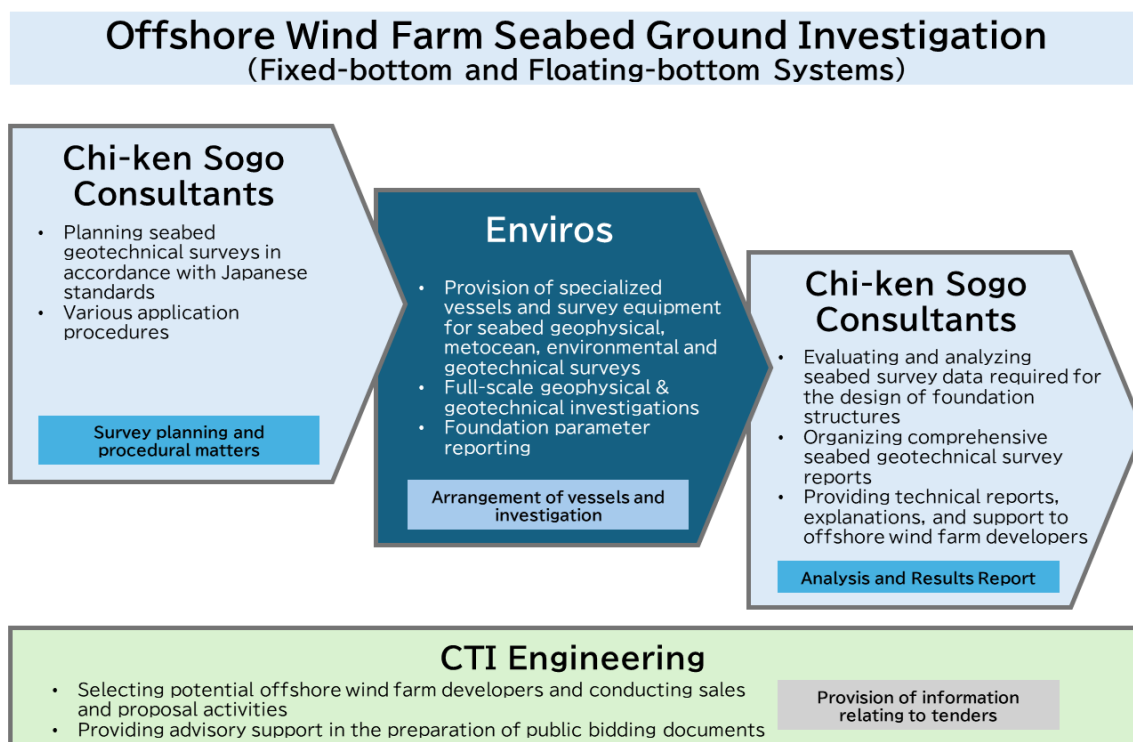 Offshore Wind Farm Seabed Ground Investigation
(Fixed-bottom and Floating-bottom Systems)
Chi-ken Sogo
Consultants
• Planning seabed
geotechnical surveys in
accordance with Japanese
standards
• Various application
procedures
Survey planning and
procedural matters
Enviros
• Provision of specialized
vessels and survey equipment
for seabed geophysical,
metocean, environmental and
geotechnical surveys
• Full-scale geophysical &
geotechnical investigations
• Foundation parameter
reporting
Arrangement of vessels and
investigation
Chi-ken Sogo
Consultants
• Evaluating and analyzing
seabed survey data required for
the design of foundation
structures
• Organizing comprehensive
seabed geotechnical survey
reports
• Providing technical reports,
explanations, and support to
offshore wind farm developers
Analysis and Results Report
CTI Engineering
• Selecting potential offshore wind farm developers and conducting sales
and proposal activities
• Providing advisory support in the preparation of public bidding documents
Provision of information
relating to tenders